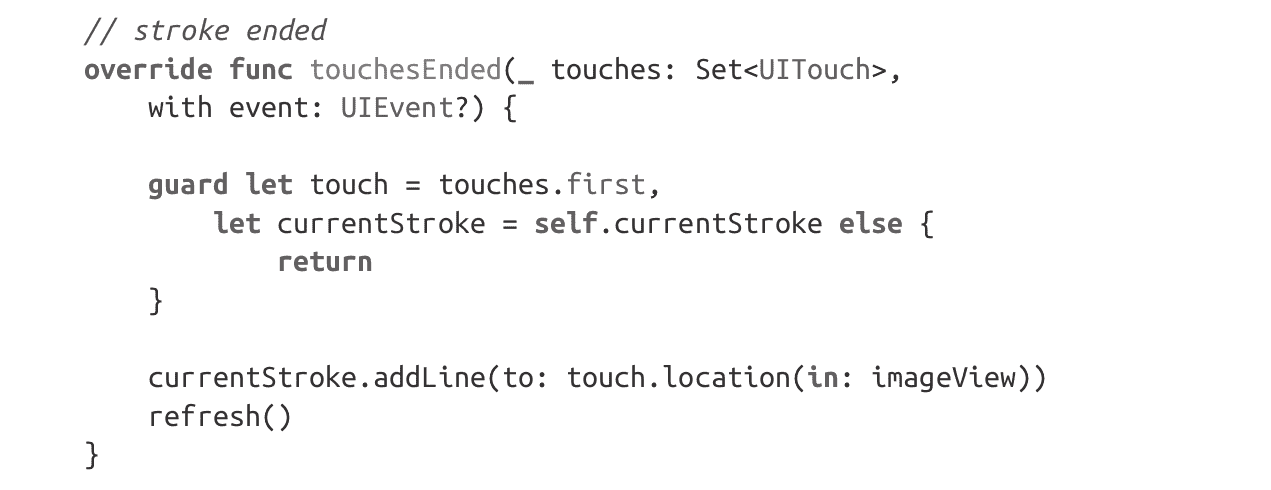 // stroke ended
override func touchesEnded(_ touches: Set<UITouch>,
    with event: UIEvent?) {
    guard let touch = touches.first,
        let currentStroke = self.currentStroke else {
            return
    }
    currentStroke.addLine(to: touch.location(in: imageView))
    refresh()
}